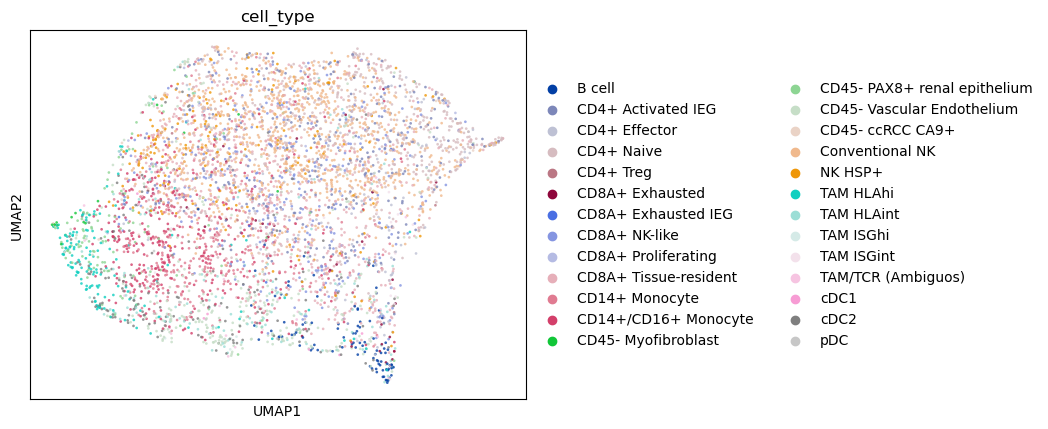 cell_type
UMAP2
UMAP1
B cell
CD4+ Activated IEG
CD4+ Effector
CD4+ Naive
CD4+ Treg
CD8A+ Exhausted
CD8A+ Exhausted IEG
CD8A+ NK-like
CD8A+ Proliferating
CD8A+ Tissue-resident
CD14+ Monocyte
CD14+/CD16+ Monocyte
CD45- Myofibroblast
CD45- PAX8+ renal epithelium
CD45- Vascular Endothelium
CD45- ccRCC CA9+
Conventional NK
NK HSP+
TAM HLAhi
TAM HLAint
TAM ISGhi
TAM ISGint
TAM/TCR (Ambiguos)
cDC1
cDC2
pDC